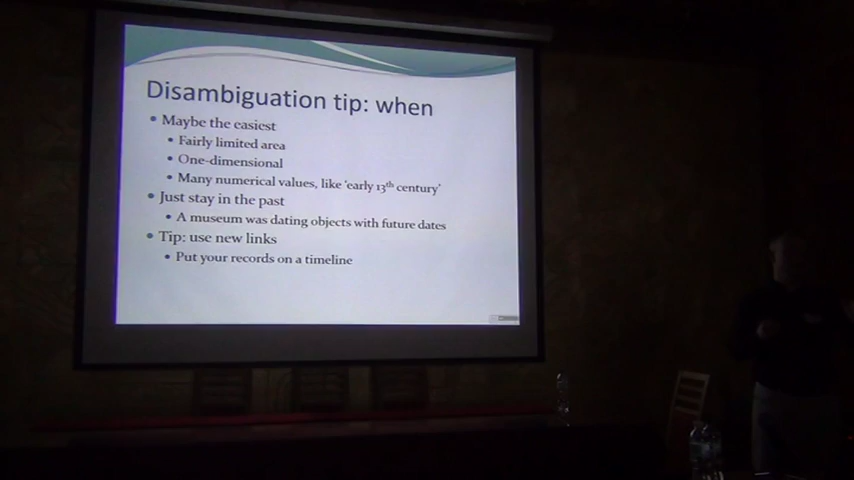 Disambiguation tip: when
• Maybe the easiest
• Fairly limited area
• One-dimensional
• Many numerical values, like 'early 13th century'
• Just stay in the past
• A museum was dating objects with future dates
• Tip: use new links
• Put your records on a timeline